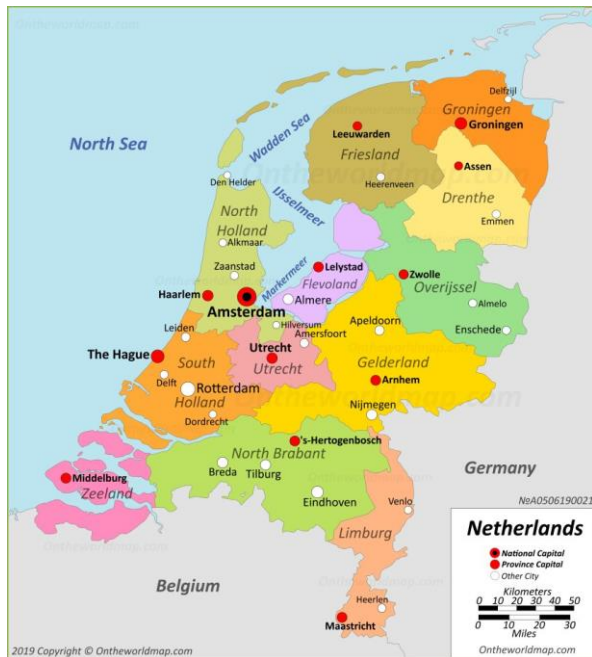 Ontheworldmap.com
Delfzijl
Groningen
Groningen
Leeuwarden
Friesland
Wadden Sea
North Sea
Assen
Heerenveen
Drenthe
Den Helder
IJsselmeer
Emmen
North
Holland
Alkmaar
Zaanstad
Markermeer
Lelystad
Flevoland
Zwolle
Overijssel
Haarlem
Almere
Almelo
Amsterdam
Apeldoorn
Hilversum
Enschede
Leiden
Amersfoort
Utrecht
The Hague
South
Utrecht
Gelderland
Delft
Rotterdam
Arnhem
Holland
Dordrecht
Nijmegen
's-Hertogenbosch
North Brabant
Middelburg
Breda
Tilburg
Germany
Zeeland
Eindhoven
Venlo
№A0506190021
Limburg
Netherlands
National Capital
Province Capital
Other City
Belgium
Kilometers
0 10 20 30 40 50
0 10 20 30
Miles
Heerlen
Maastricht
2019 Copyright © Ontheworldmap.com
Ontheworldmap.com